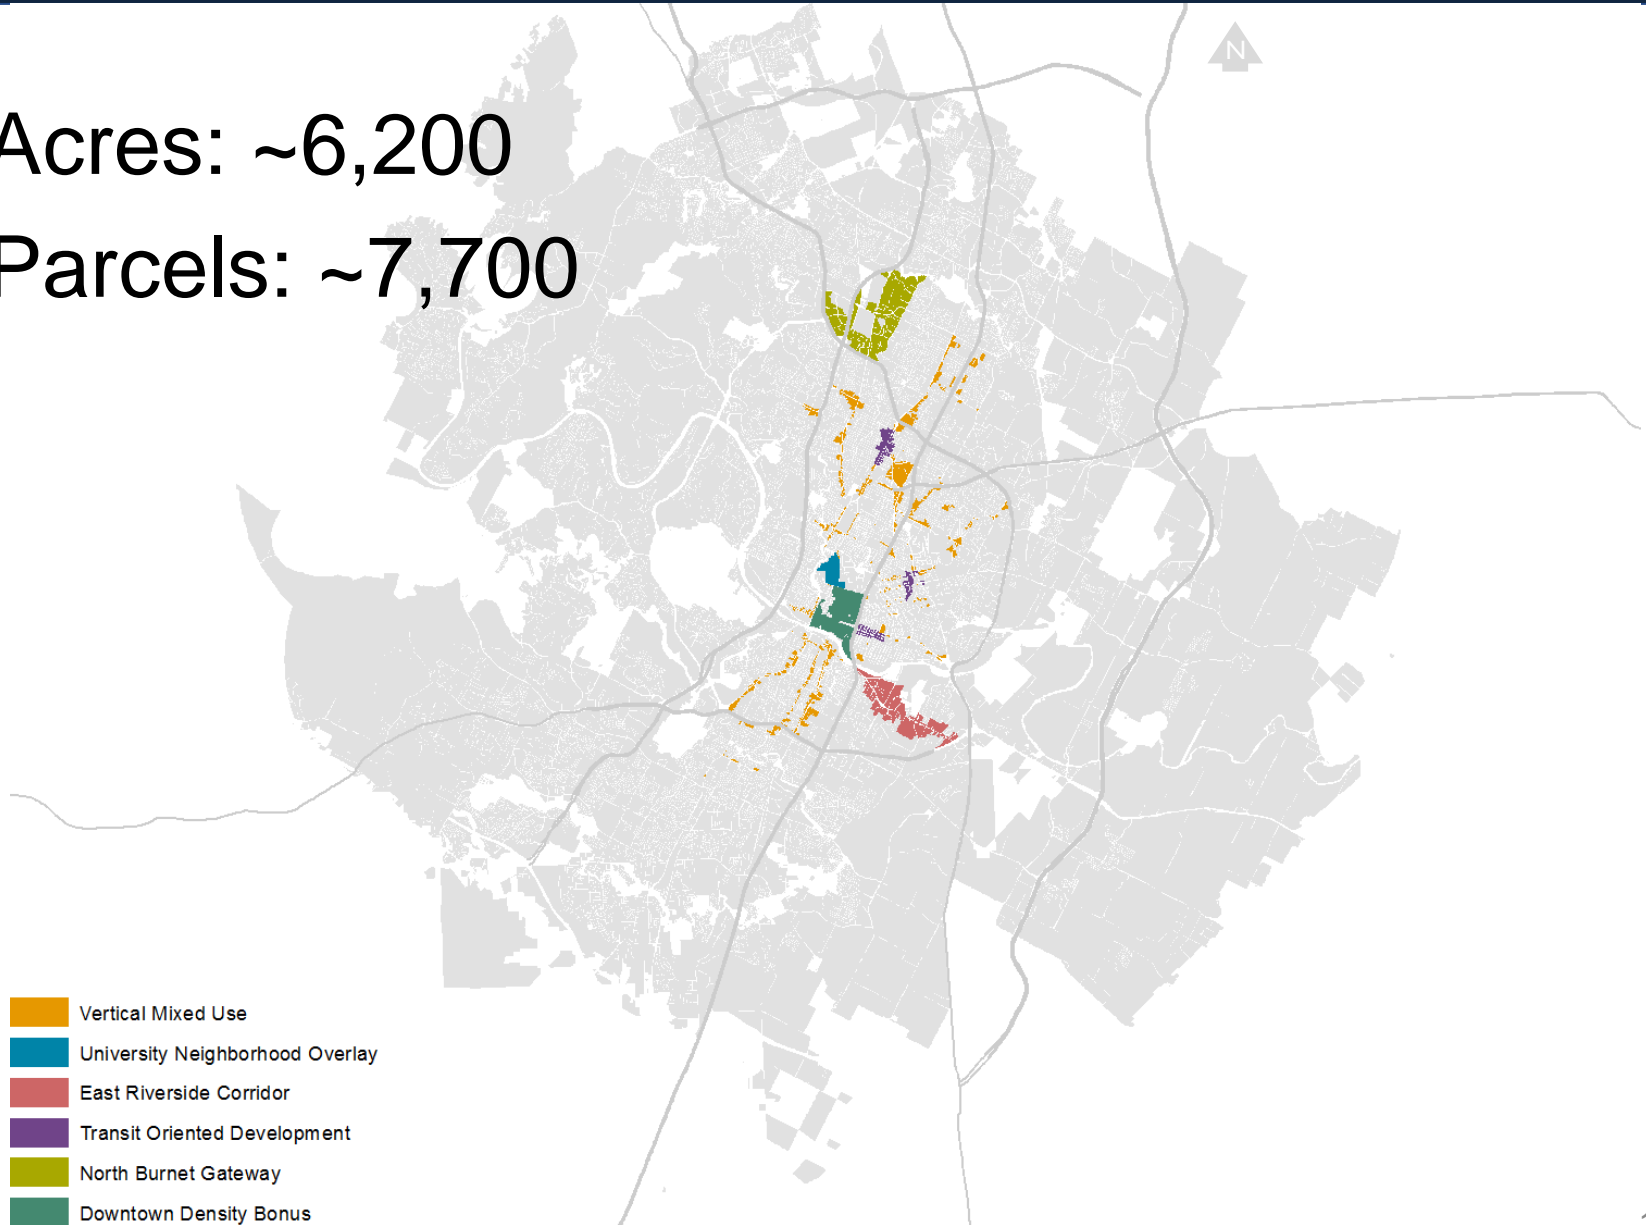 N
Acres: ~6,200
Parcels: ~7,700
Vertical Mixed Use
University Neighborhood Overlay
East Riverside Corridor
Transit Oriented Development
North Burnet Gateway
Downtown Density Bonus